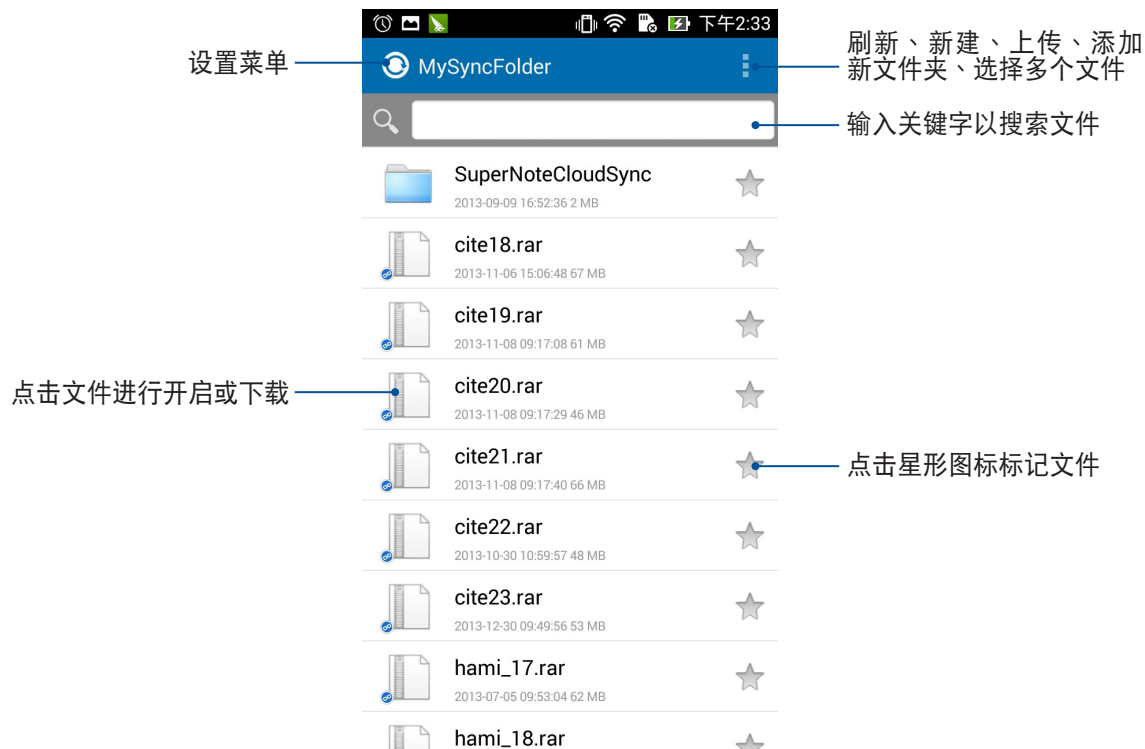 下午2:33
设置菜单
MySyncFolder
刷新、新建、上传、添加
新文件夹、选择多个文件
输入关键字以搜索文件
SuperNoteCloudSync
2013-09-09 16:52:36 2 MB
cite18.rar
2013-11-06 15:06:48 67 MB
cite19.rar
2013-11-08 09:17:08 61 MB
点击文件进行开启或下载
cite20.rar
2013-11-08 09:17:29 46 MB
cite21.rar
2013-11-08 09:17:40 66 MB
点击星形图标标记文件
cite22.rar
2013-10-30 10:59:57 48 MB
cite23.rar
2013-12-30 09:49:56 53 MB
hami_17.rar
2013-07-05 09:53:04 62 MB
hami_18.rar